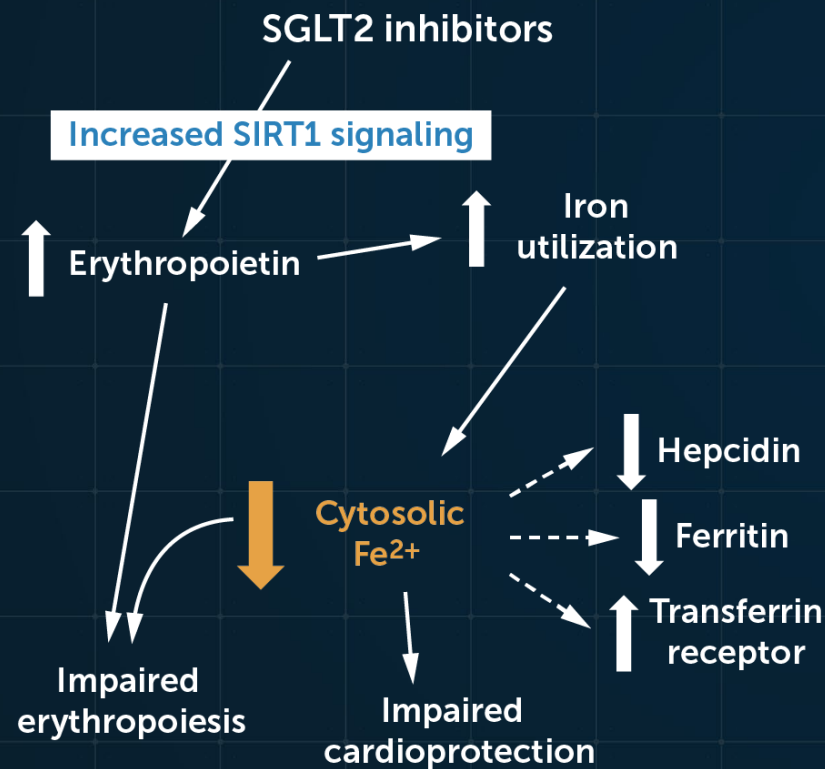 SGLT2 inhibitors
Increased SIRT1 signaling
Iron
utilization
Erythropoietin
Hepcidin
Cytosolic
Fe²⁺
Ferritin
Transferrin
receptor
Impaired
erythropoiesis
Impaired
cardioprotection